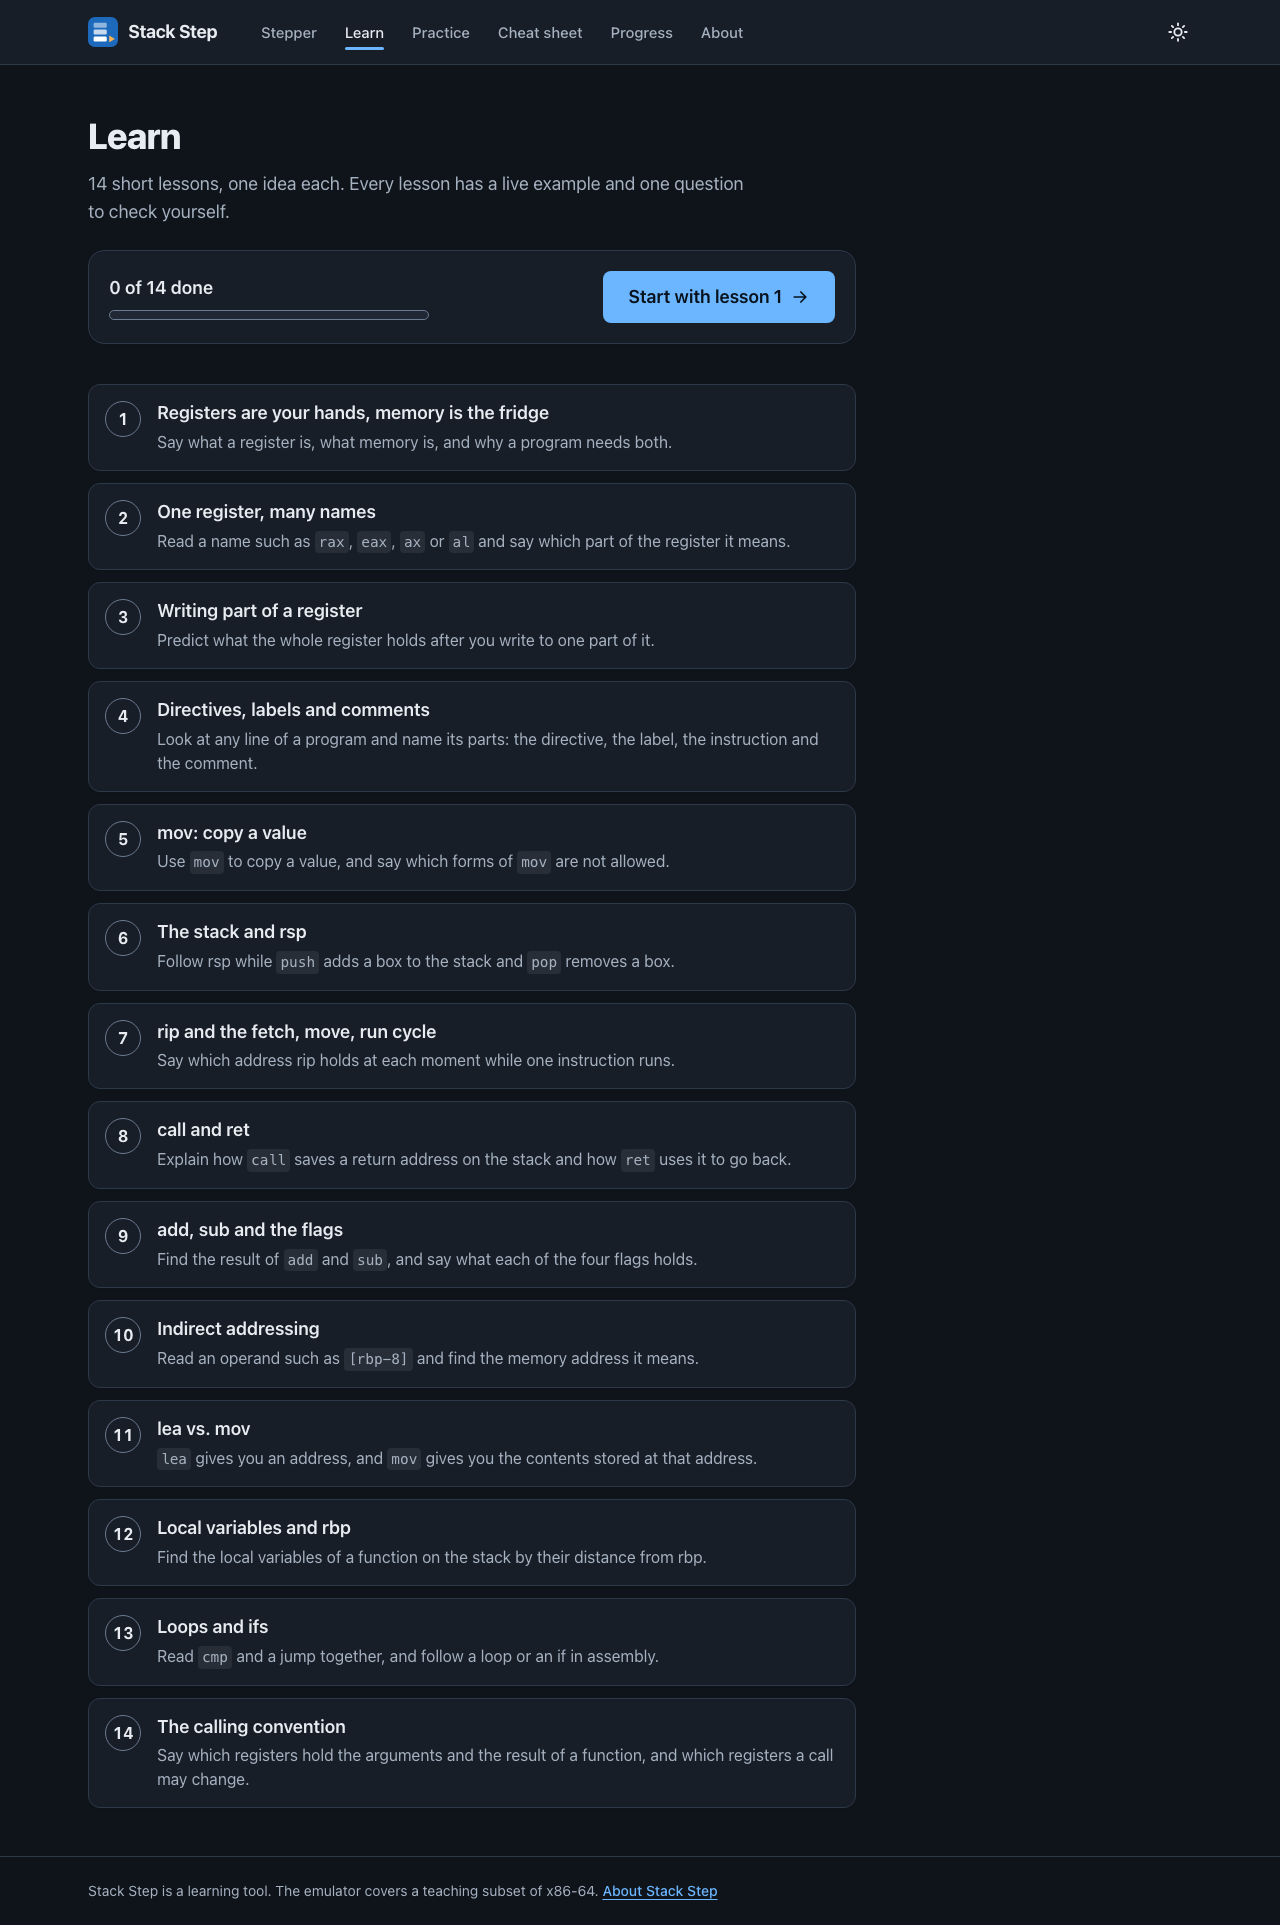 Stack Step
Stepper
Learn
Practice
Cheat sheet
Progress
About
Learn
14 short lessons, one idea each. Every lesson has a live example and one question
to check yourself.
0 of 14 done
Start with lesson 1 →
1
Registers are your hands, memory is the fridge
Say what a register is, what memory is, and why a program needs both.
2
One register, many names
Read a name such as rax, eax, ax or al and say which part of the register it means.
3
Writing part of a register
Predict what the whole register holds after you write to one part of it.
4
Directives, labels and comments
Look at any line of a program and name its parts: the directive, the label, the instruction and
the comment.
5
mov: copy a value
Use mov to copy a value, and say which forms of mov are not allowed.
6
The stack and rsp
Follow rsp while push adds a box to the stack and pop removes a box.
7
rip and the fetch, move, run cycle
Say which address rip holds at each moment while one instruction runs.
8
call and ret
Explain how call saves a return address on the stack and how ret uses it to go back.
9
add, sub and the flags
Find the result of add and sub, and say what each of the four flags holds.
10
Indirect addressing
Read an operand such as [rbp-8] and find the memory address it means.
11
lea vs. mov
lea gives you an address, and mov gives you the contents stored at that address.
12
Local variables and rbp
Find the local variables of a function on the stack by their distance from rbp.
13
Loops and ifs
Read cmp and a jump together, and follow a loop or an if in assembly.
14
The calling convention
Say which registers hold the arguments and the result of a function, and which registers a call
may change.
Stack Step is a learning tool. The emulator covers a teaching subset of x86-64. About Stack Step